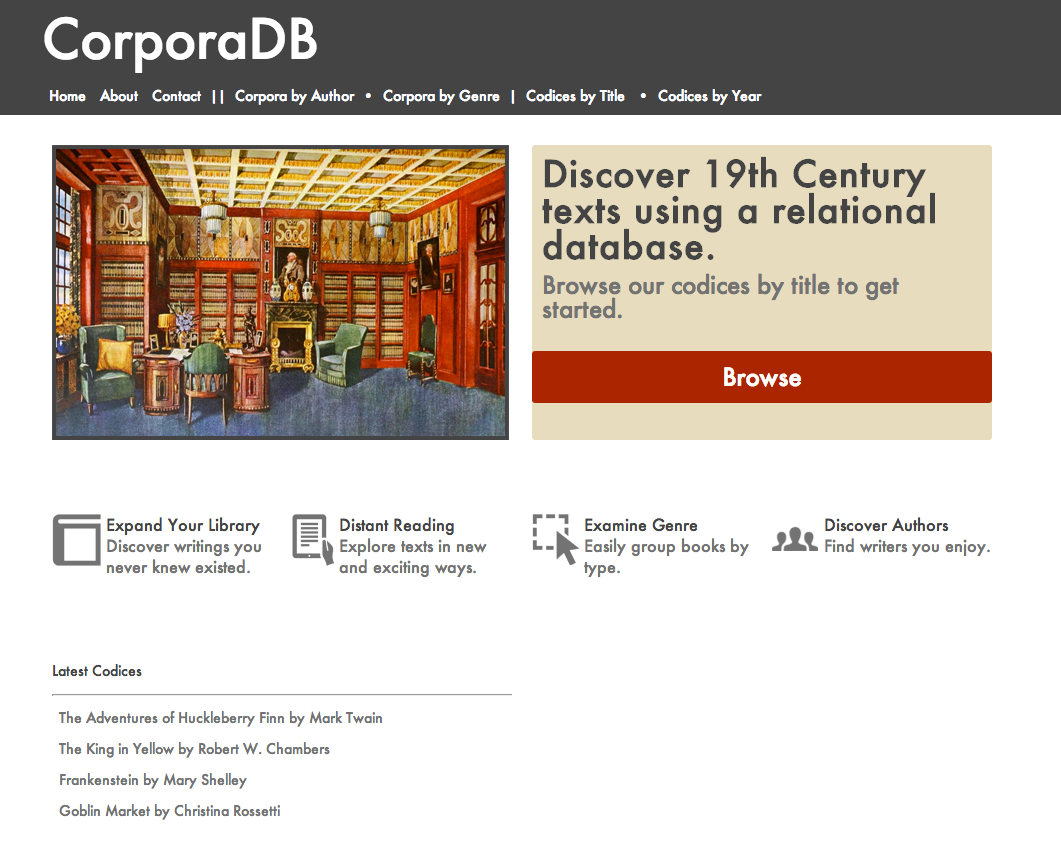 CorporaDB
Home About Contact || Corpora by Author • Corpora by Genre | Codices by Title • Codices by Year
Discover 19th Century
texts using a relational
database.
Browse our codices by title to get
started.
Browse
Expand Your Library
Discover writings you
never knew existed.
Distant Reading
Explore texts in new
and exciting ways.
Examine Genre
Easily group books by
type.
Discover Authors
Find writers you enjoy.
Latest Codices
The Adventures of Huckleberry Finn by Mark Twain
The King in Yellow by Robert W. Chambers
Frankenstein by Mary Shelley
Goblin Market by Christina Rossetti